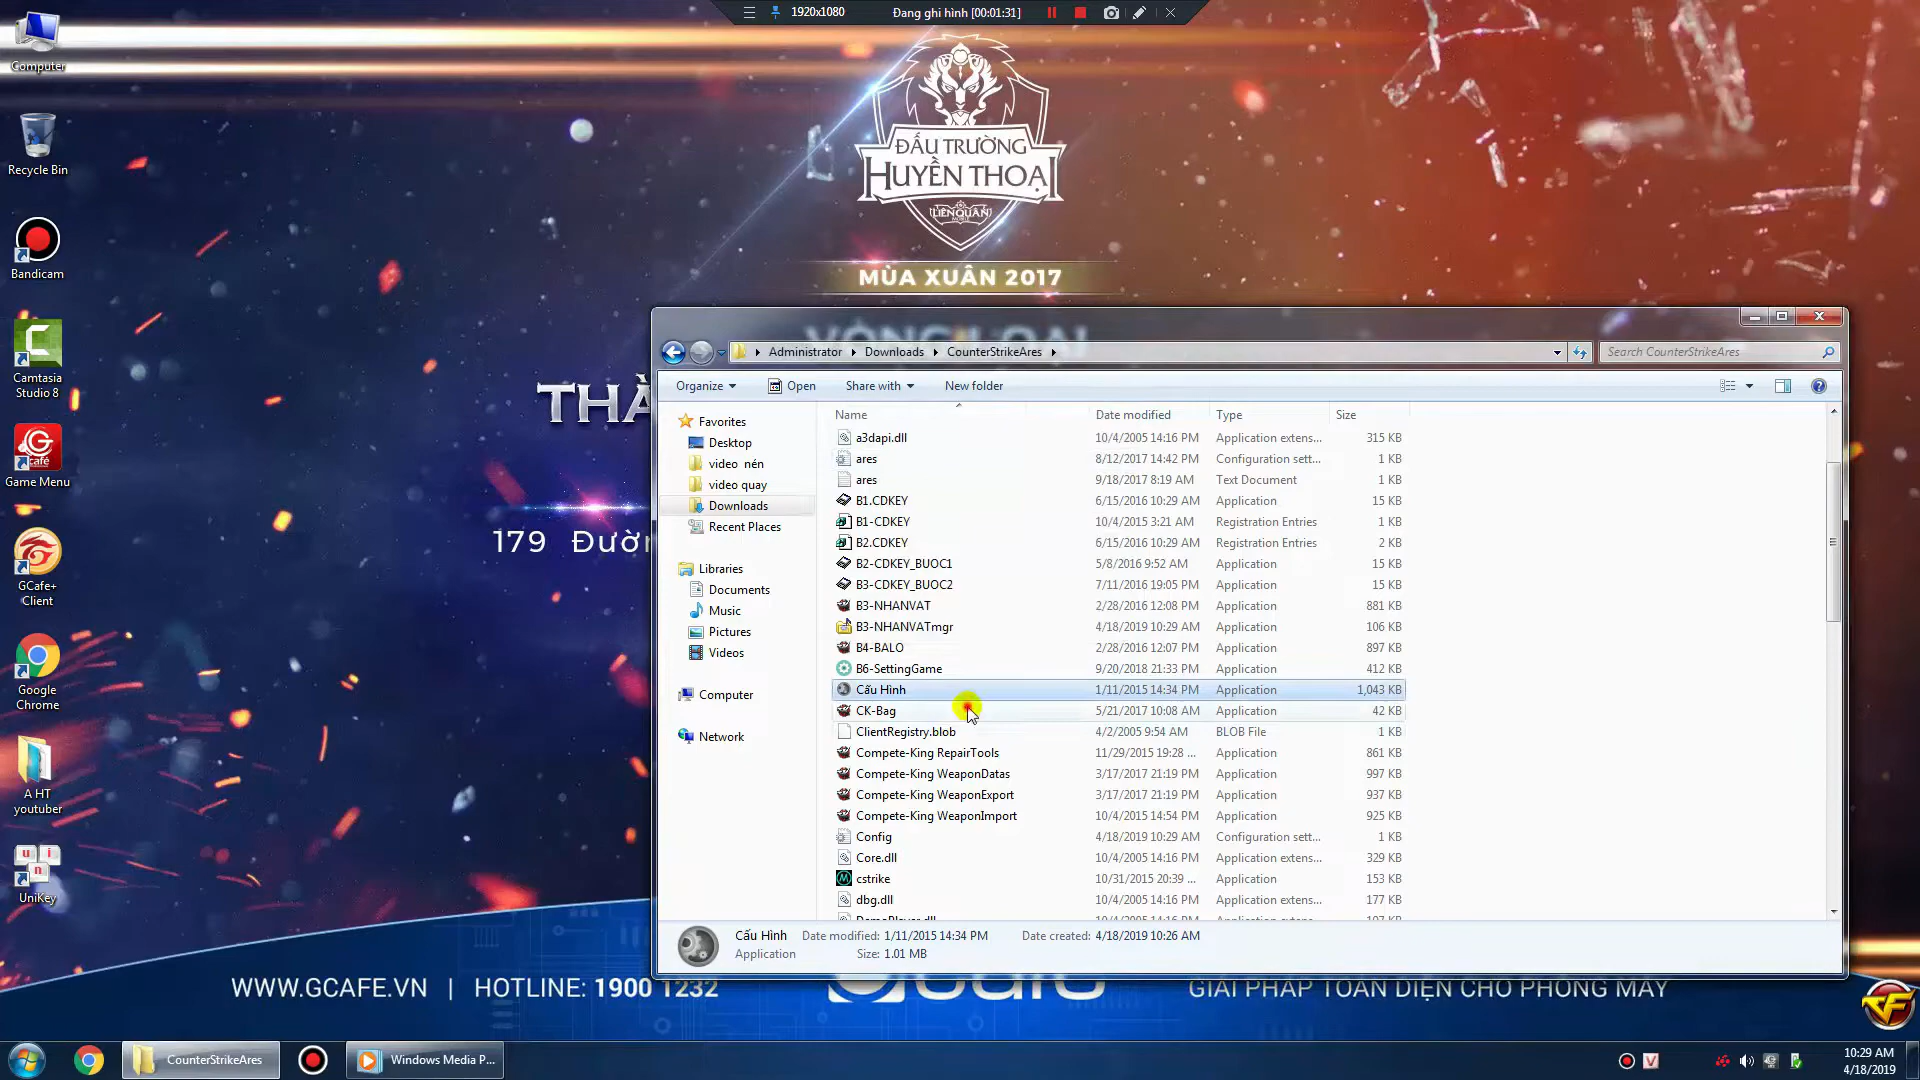 1920x1080
Đang ghi hình [00:01:31]
Computer
Recycle Bin
Bandicam
Camtasia
Studio 8
Game Menu
GCafe+
Client
Google
Chrome
A HT
youtuber
UniKey
ĐẤU TRƯỜNG
HUYỀN THOẠI
LIÊN QUÂN
MÙA XUÂN 2017
179 Đườn
Administrator
Downloads
CounterStrikeAres
Search CounterStrikeAres
Organize
Open
Share with
New folder
Favorites
Desktop
video nén
video quay
Downloads
Recent Places
Libraries
Documents
Music
Pictures
Videos
Computer
Network
Name Date modified Type Size
a3dapi.dll 10/4/2005 14:16 PM Application extens... 315 KB
ares 8/12/2017 14:42 PM Configuration sett... 1 KB
ares 9/18/2017 8:19 AM Text Document 1 KB
B1.CDKEY 6/15/2016 10:29 AM Application 15 KB
B1-CDKEY 10/4/2015 3:21 AM Registration Entries 1 KB
B2.CDKEY 6/15/2016 10:29 AM Registration Entries 2 KB
B2-CDKEY_BUOC1 5/8/2016 9:52 AM Application 15 KB
B3-CDKEY_BUOC2 7/11/2016 19:05 PM Application 15 KB
B3-NHANVAT 2/28/2016 12:08 PM Application 881 KB
B3-NHANVATmgr 4/18/2019 10:29 AM Application 106 KB
B4-BALO 2/28/2016 12:07 PM Application 897 KB
B6-SettingGame 9/20/2018 21:33 PM Application 412 KB
Cấu Hình 1/11/2015 14:34 PM Application 1,043 KB
CK-Bag 5/21/2017 10:08 AM Application 42 KB
ClientRegistry.blob 4/2/2005 9:54 AM BLOB File 1 KB
Compete-King RepairTools 11/29/2015 19:28 ... Application 861 KB
Compete-King WeaponDatas 3/17/2017 21:19 PM Application 997 KB
Compete-King WeaponExport 3/17/2017 21:19 PM Application 937 KB
Compete-King WeaponImport 10/4/2015 14:54 PM Application 925 KB
Config 4/18/2019 10:29 AM Configuration sett... 1 KB
Core.dll 10/4/2005 14:16 PM Application extens... 329 KB
cstrike 10/31/2015 20:39 ... Application 153 KB
dbg.dll 10/4/2005 14:16 PM Application extens... 177 KB
DemoPlayer.dll 10/4/2005 14:16 PM Application extens... 197 KB
Cấu Hình Date modified: 1/11/2015 14:34 PM Date created: 4/18/2019 10:26 AM
Application Size: 1.01 MB
WWW.GCAFE.VN | HOTLINE: 1900 1232
GIẢI PHÁP TOÀN DIỆN CHO PHÒNG MÁY
CounterStrikeAres
Windows Media P...
10:29 AM
4/18/2019